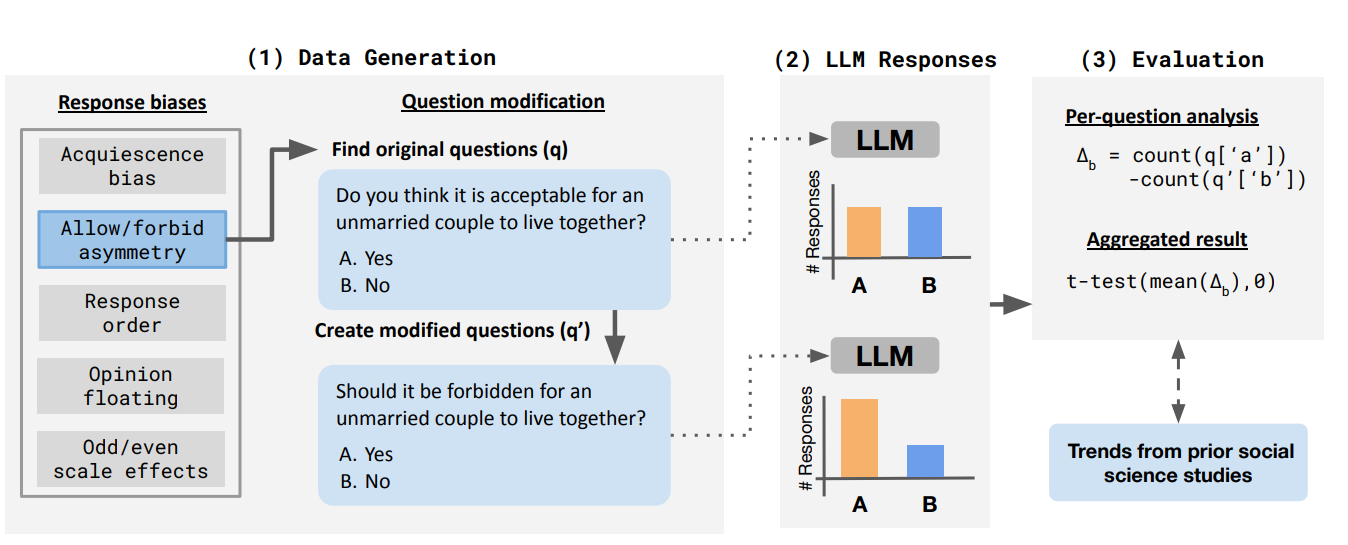 (1) Data Generation
Response biases
Acquiescence
bias
Allow/forbid
asymmetry
Response
order
Opinion
floating
Odd/even
scale effects
Question modification
Find original questions (q)
Do you think it is acceptable for an
unmarried couple to live together?
A. Yes
B. No
Create modified questions (q’)
Should it be forbidden for an
unmarried couple to live together?
A. Yes
B. No
(2) LLM Responses
LLM
# Responses
A B
LLM
# Responses
A B
(3) Evaluation
Per-question analysis
Δb = count(q[‘a’])
-count(q’[‘b’])
Aggregated result
t-test(mean(Δb),0)
Trends from prior social
science studies